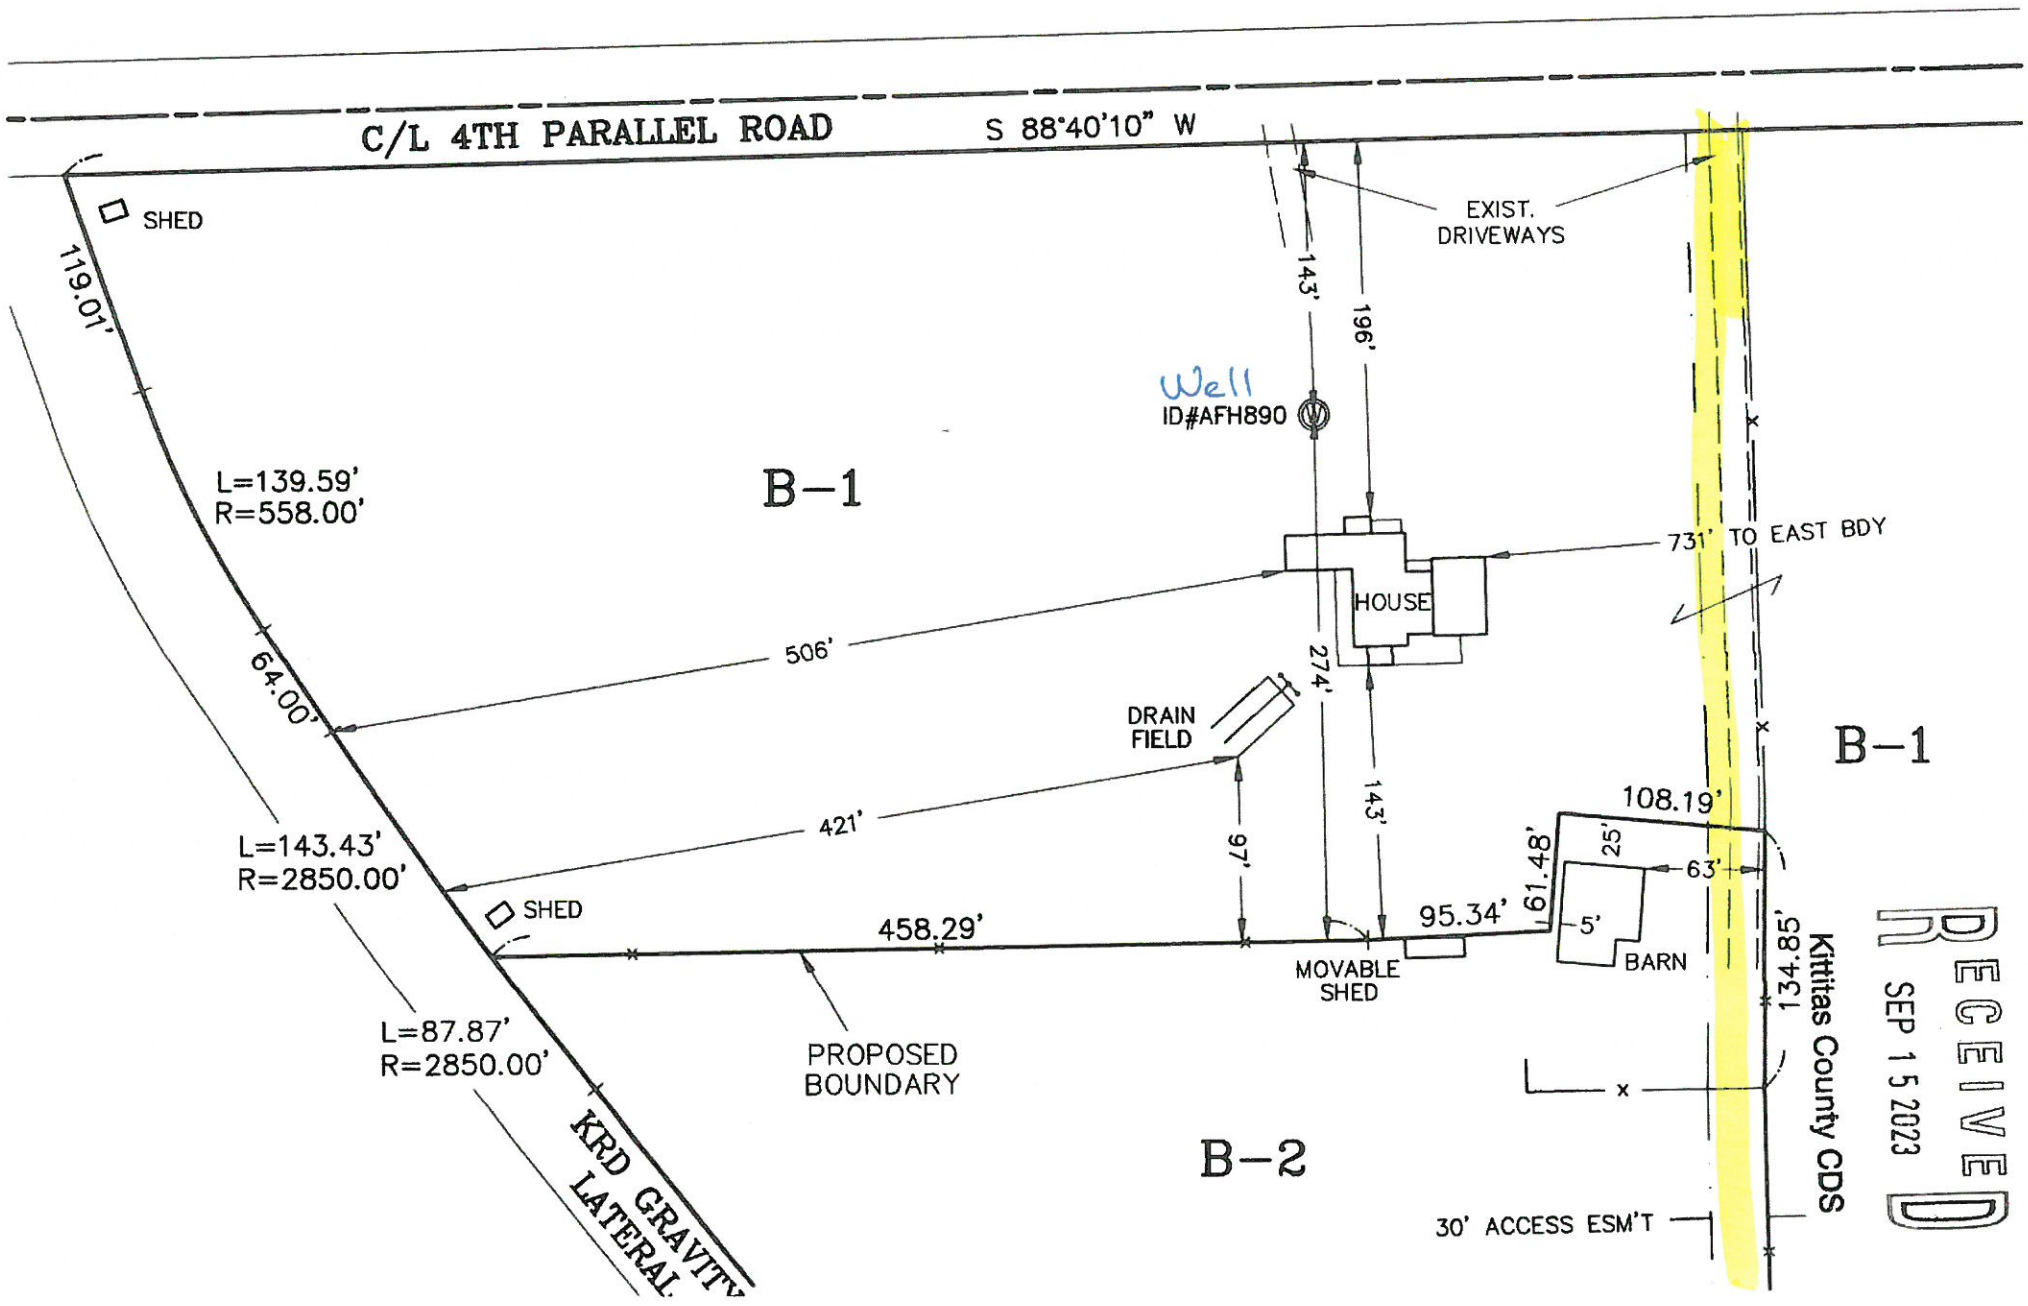 C/L 4TH PARALLEL ROAD
S 88°40'10" W
SHED
EXIST.
DRIVEWAYS
119.01'
143'
196'
Well
ID#AFH890
W
L=139.59'
R=558.00'
B-1
731' TO EAST BDY
HOUSE
506'
64.00'
274'
DRAIN
FIELD
B-1
143'
108.19'
421'
97'
25'
61.48'
63'
L=143.43'
R=2850.00'
SHED
458.29'
95.34'
5'
BARN
134.85'
MOVABLE
SHED
L=87.87'
R=2850.00'
PROPOSED
BOUNDARY
KRD GRAVITY
LATERAL
B-2
30' ACCESS ESM'T
Kittitas County CDS
SEP 15 2023
RECEIVED